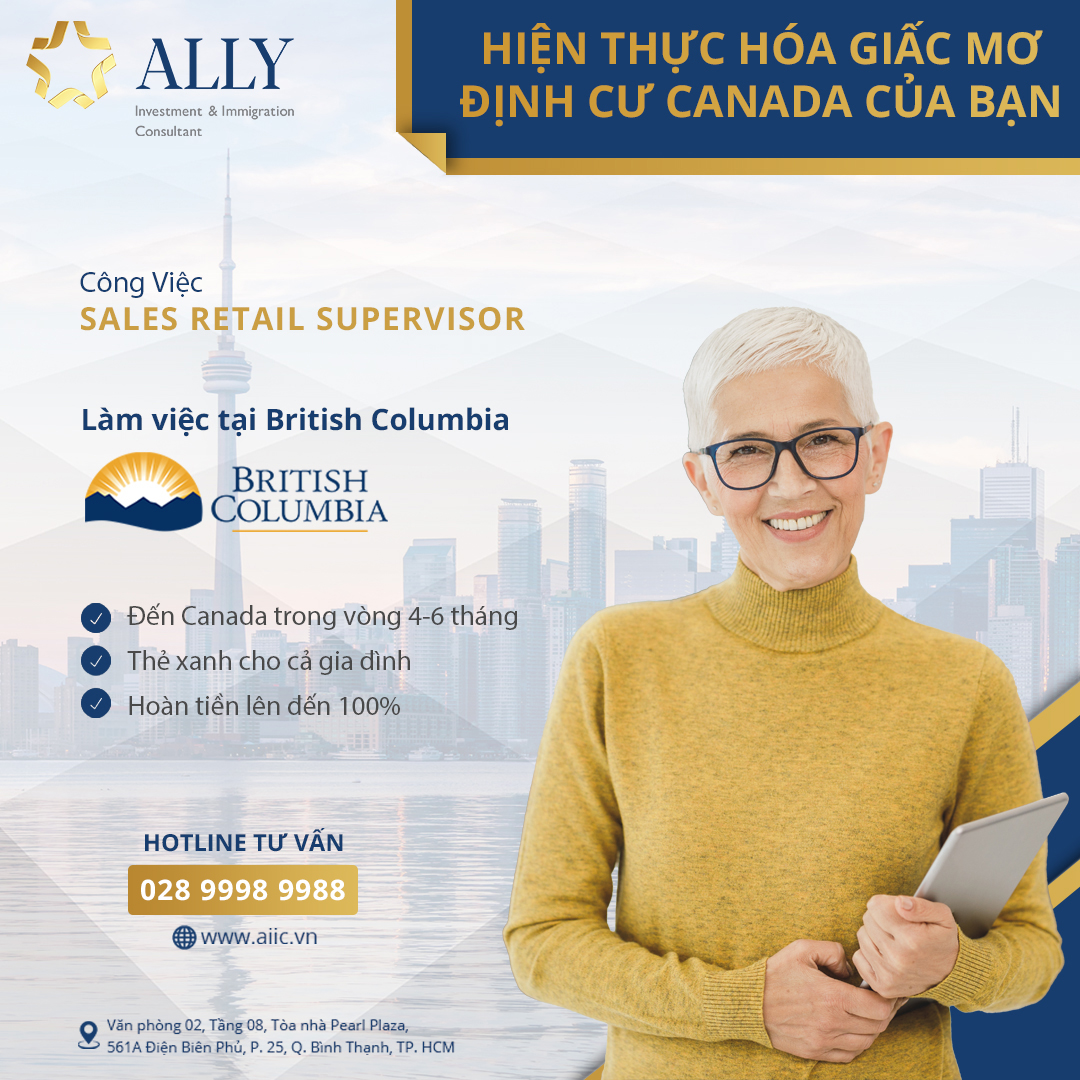 ALLY
Investment & Immigration
Consultant
HIỆN THỰC HÓA GIẤC MƠ
ĐỊNH CƯ CANADA CỦA BẠN
Công Việc
SALES RETAIL SUPERVISOR
Làm việc tại British Columbia
BRITISH
COLUMBIA
Đến Canada trong vòng 4-6 tháng
Thẻ xanh cho cả gia đình
Hoàn tiền lên đến 100%
HOTLINE TƯ VẤN
028 9998 9988
www.aiic.vn
Văn phòng 02, Tầng 08, Tòa nhà Pearl Plaza,
561A Điện Biên Phủ, P. 25, Q. Bình Thạnh, TP. HCM